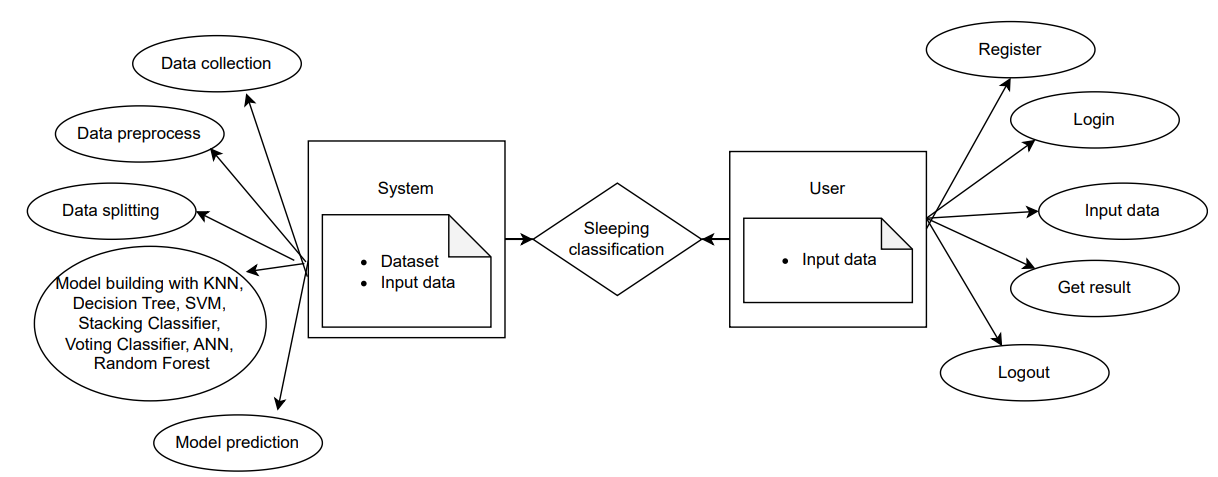 Data collection
Data preprocess
Data splitting
Model building with KNN,
Decision Tree, SVM,
Stacking Classifier,
Voting Classifier, ANN,
Random Forest
Model prediction
System
• Dataset
• Input data
Sleeping
classification
User
• Input data
Register
Login
Input data
Get result
Logout